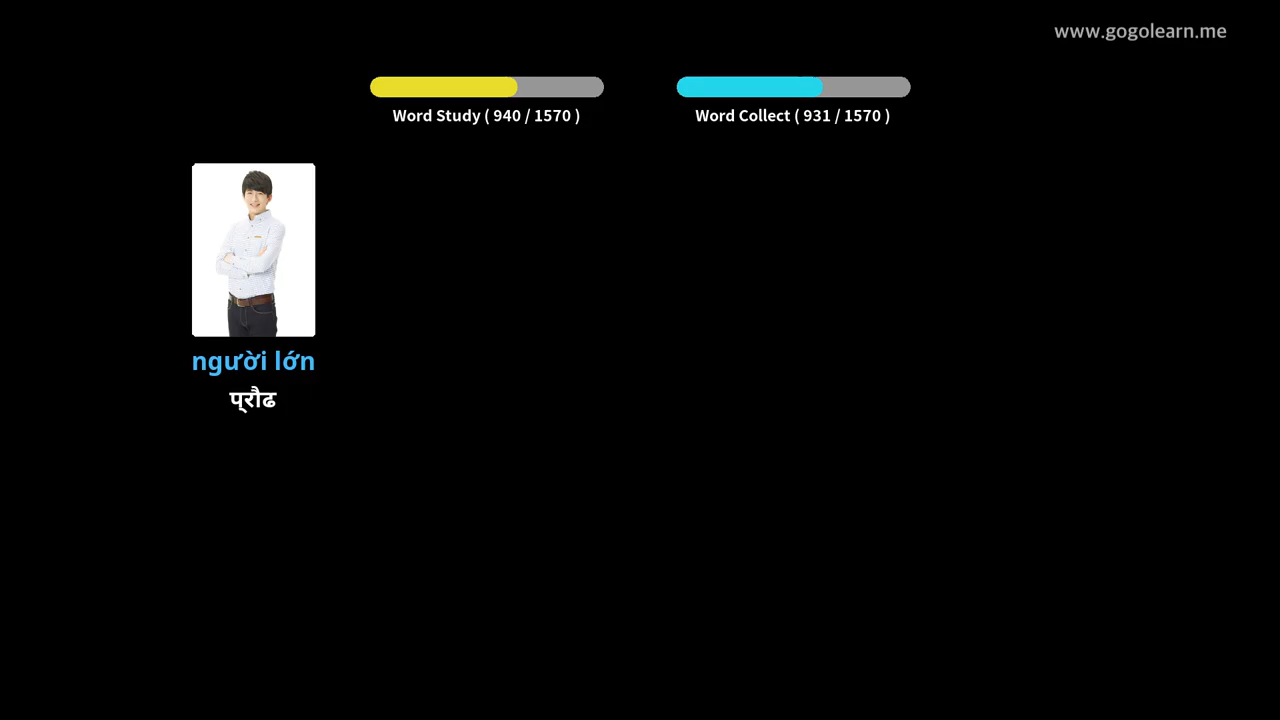 www.gogolearn.me
Word Study ( 940 / 1570 )
Word Collect ( 931 / 1570 )
người lớn
प्रौढ